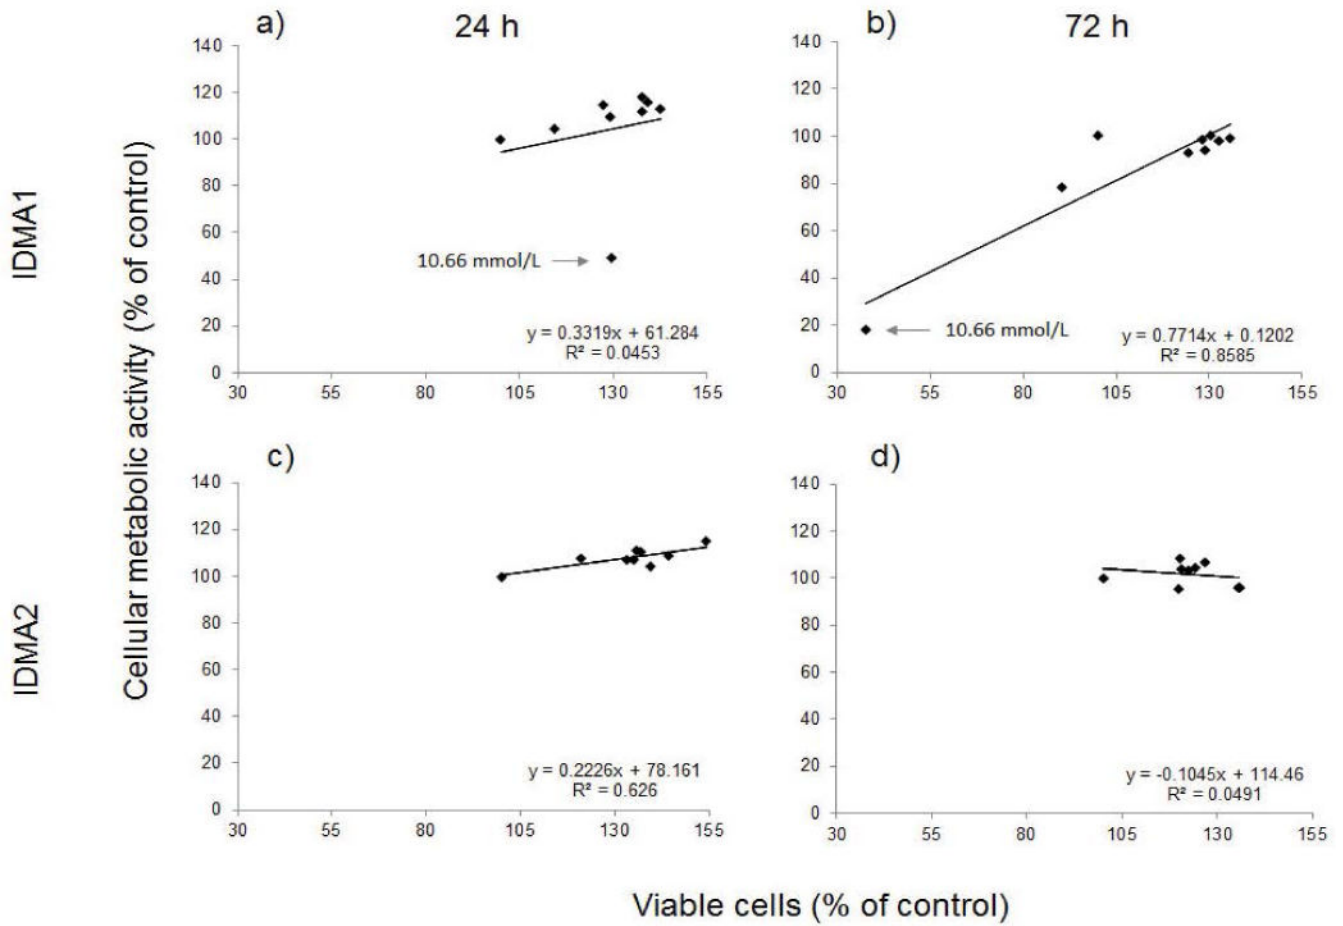 a)
24 h
b)
72 h
IDMA1
IDMA2
Cellular metabolic activity (% of control)
140
120
100
80
60
40
20
0
10.66 mmol/L
y = 0.3319x + 61.284
R² = 0.0453
30 55 80 105 130 155
140
120
100
80
60
40
20
0
10.66 mmol/L
y = 0.7714x + 0.1202
R² = 0.8585
30 55 80 105 130 155
c)
140
120
100
80
60
40
20
0
y = 0.2226x + 78.161
R² = 0.626
30 55 80 105 130 155
d)
140
120
100
80
60
40
20
0
y = -0.1045x + 114.46
R² = 0.0491
30 55 80 105 130 155
Viable cells (% of control)